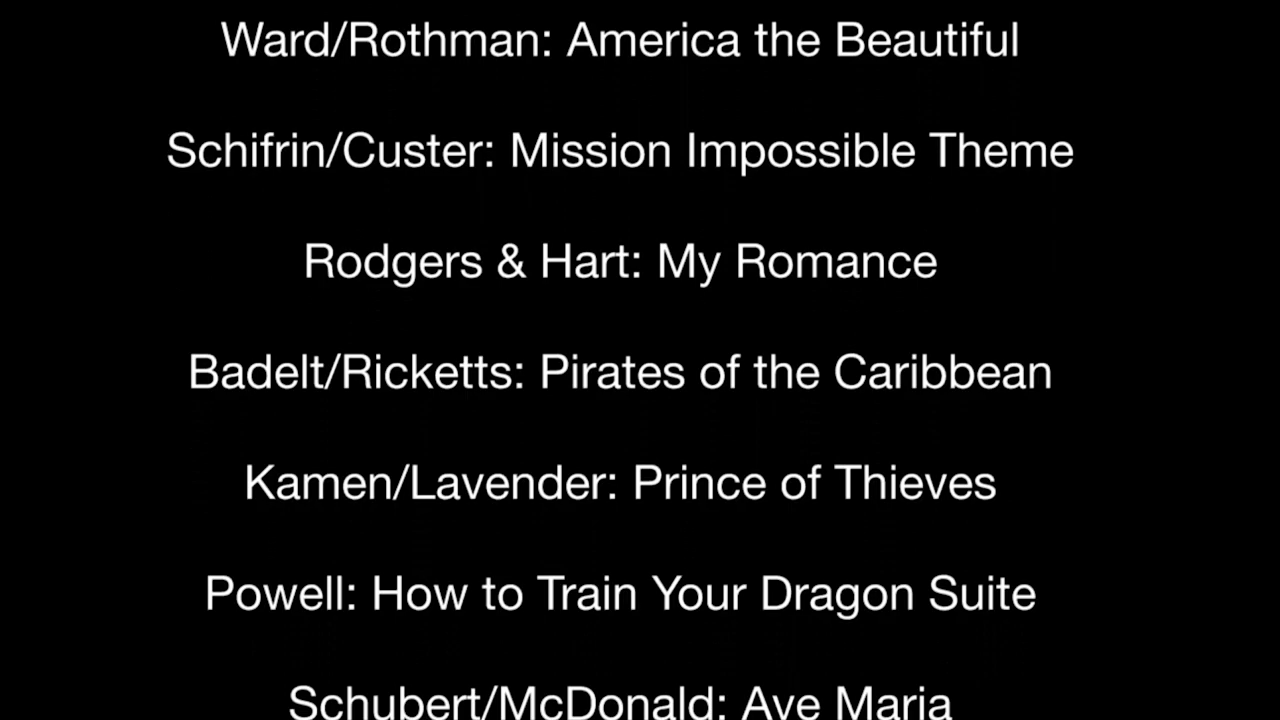 Ward/Rothman: America the Beautiful
Schifrin/Custer: Mission Impossible Theme
Rodgers & Hart: My Romance
Badelt/Ricketts: Pirates of the Caribbean
Kamen/Lavender: Prince of Thieves
Powell: How to Train Your Dragon Suite
Schubert/McDonald: Ave Maria